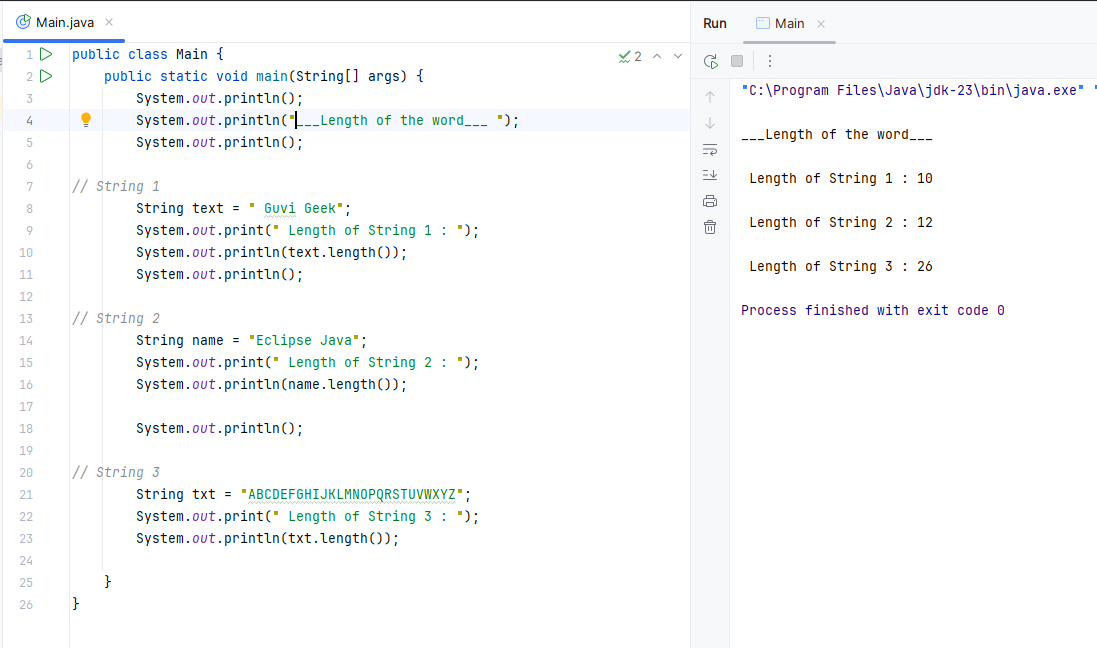 Main.java
1 public class Main {
2 public static void main(String[] args) {
3 System.out.println();
4 System.out.println("___Length of the word___ ");
5 System.out.println();
6
7 // String 1
8 String text = " Guvi Geek";
9 System.out.print(" Length of String 1 : ");
10 System.out.println(text.length());
11 System.out.println();
12
13 // String 2
14 String name = "Eclipse Java";
15 System.out.print(" Length of String 2 : ");
16 System.out.println(name.length());
17
18 System.out.println();
19
20 // String 3
21 String txt = "ABCDEFGHIJKLMNOPQRSTUVWXYZ";
22 System.out.print(" Length of String 3 : ");
23 System.out.println(txt.length());
24
25 }
26 }
2
Run Main
"C:\Program Files\Java\jdk-23\bin\java.exe" "
___Length of the word___
Length of String 1 : 10
Length of String 2 : 12
Length of String 3 : 26
Process finished with exit code 0